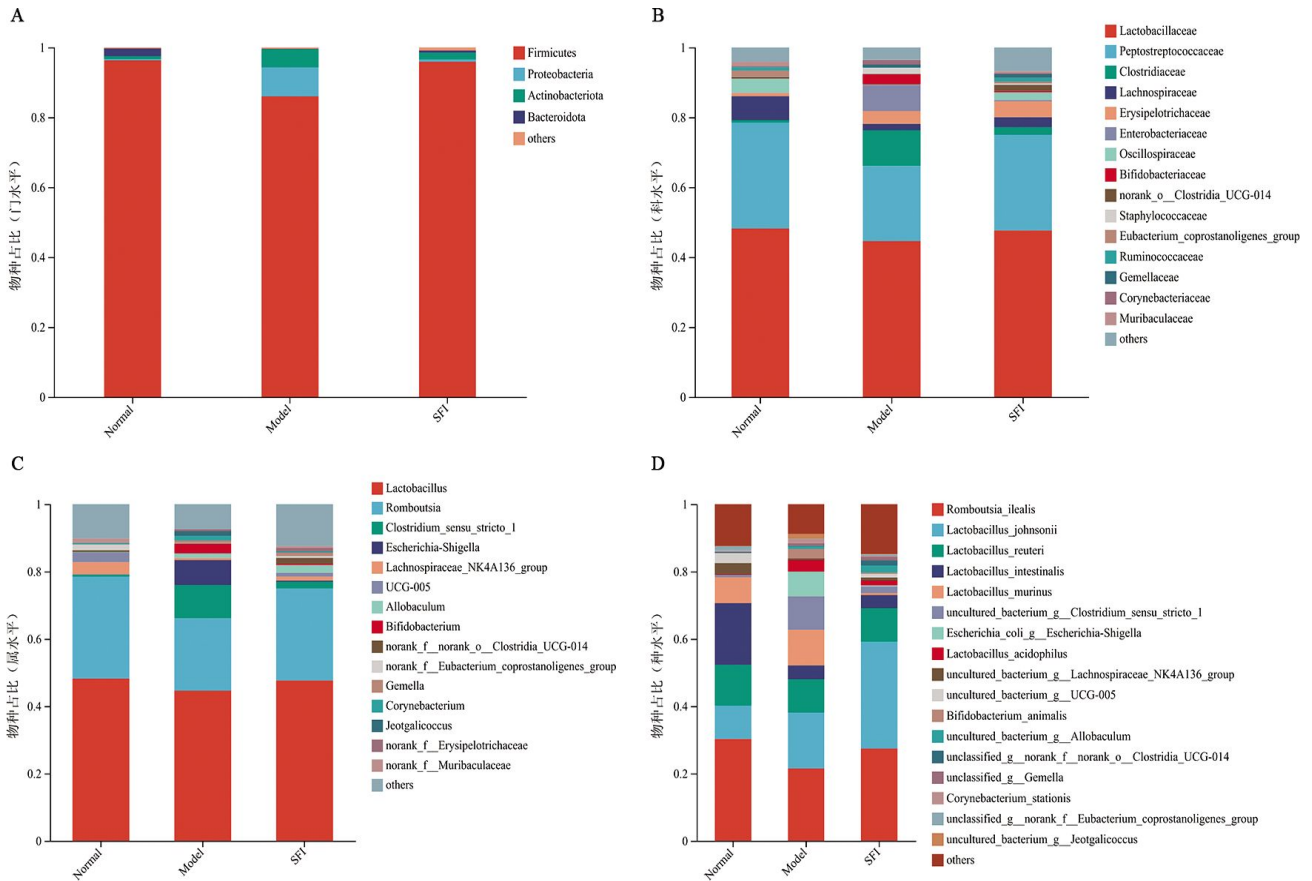 A
1
0.8
0.6
0.4
0.2
0
物种占比（门水平）
Normal
Model
SFI
Firmicutes
Proteobacteria
Actinobacteriota
Bacteroidota
others
B
1
0.8
0.6
0.4
0.2
0
物种占比（科水平）
Normal
Model
SFI
Lactobacillaceae
Peptostreptococcaceae
Clostridiaceae
Lachnospiraceae
Erysipelotrichaceae
Enterobacteriaceae
Oscillospiraceae
Bifidobacteriaceae
norank_o__Clostridia_UCG-014
Staphylococcaceae
Eubacterium_coprostanoligenes_group
Ruminococcaceae
Gemellaceae
Corynebacteriaceae
Muribaculaceae
others
C
1
0.8
0.6
0.4
0.2
0
物种占比（属水平）
Normal
Model
SFI
Lactobacillus
Romboutsia
Clostridium_sensu_stricto_1
Escherichia-Shigella
Lachnospiraceae_NK4A136_group
UCG-005
Allobaculum
Bifidobacterium
norank_f__norank_o__Clostridia_UCG-014
norank_f__Eubacterium_coprostanoligenes_group
Gemella
Corynebacterium
Jeotgalicoccus
norank_f__Erysipelotrichaceae
norank_f__Muribaculaceae
others
D
1
0.8
0.6
0.4
0.2
0
物种占比（种水平）
Normal
Model
SFI
Romboutsia_ilealis
Lactobacillus_johnsonii
Lactobacillus_reuteri
Lactobacillus_intestinalis
Lactobacillus_murinus
uncultured_bacterium_g__Clostridium_sensu_stricto_1
Escherichia_coli_g__Escherichia-Shigella
Lactobacillus_acidophilus
uncultured_bacterium_g__Lachnospiraceae_NK4A136_group
uncultured_bacterium_g__UCG-005
Bifidobacterium_animalis
uncultured_bacterium_g__Allobaculum
unclassified_g__norank_f__norank_o__Clostridia_UCG-014
unclassified_g__Gemella
Corynebacterium_stationis
unclassified_g__norank_f__Eubacterium_coprostanoligenes_group
uncultured_bacterium_g__Jeotgalicoccus
others